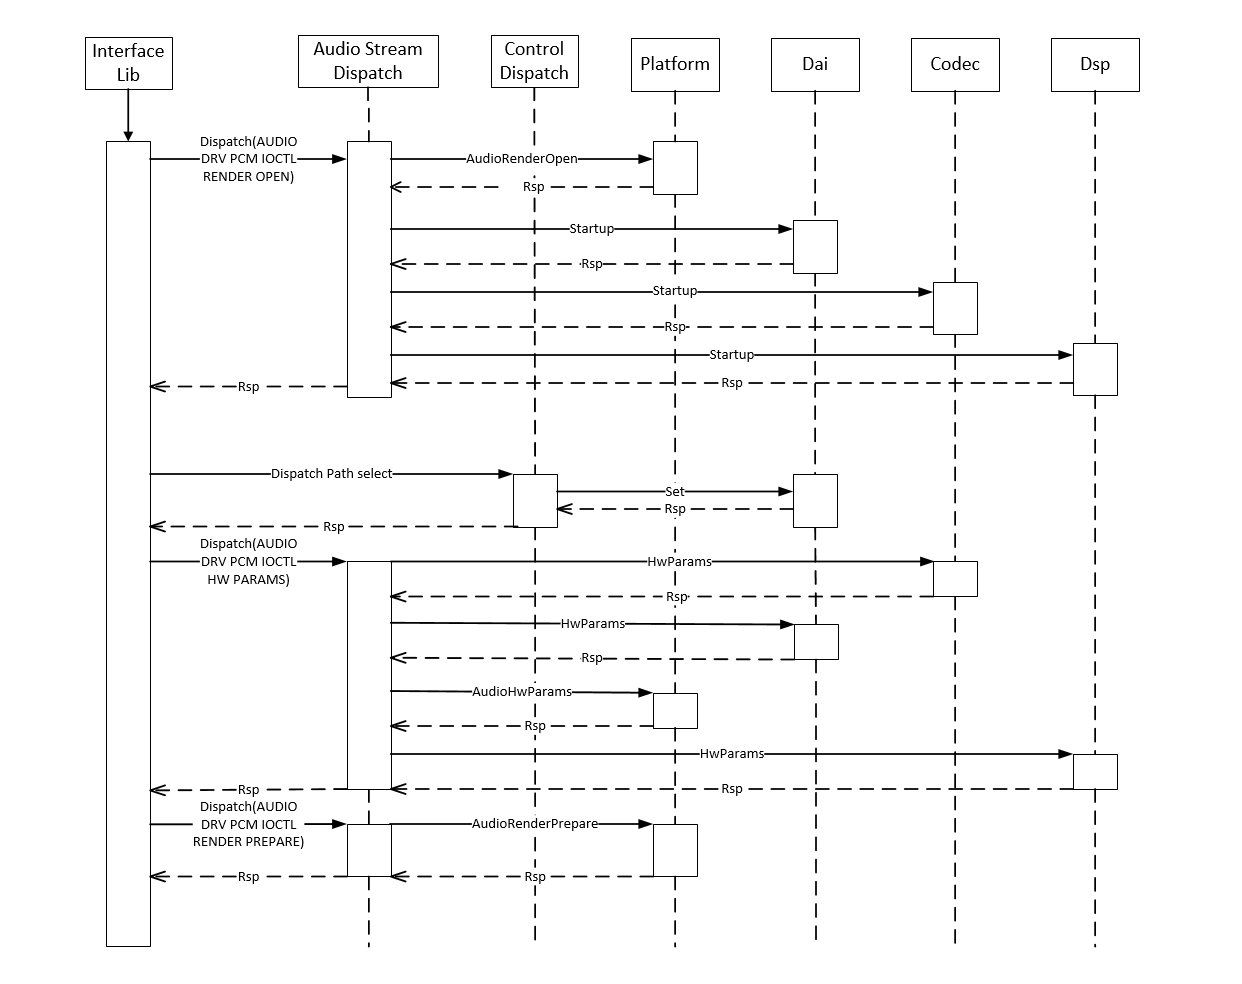 Interface
Lib
Audio Stream
Dispatch
Control
Dispatch
Platform
Dai
Codec
Dsp
Dispatch(AUDIO
DRV PCM IOCTL
RENDER OPEN)
AudioRenderOpen
Rsp
Startup
Rsp
Startup
Rsp
Startup
Rsp
Rsp
Dispatch Path select
Set
Rsp
Rsp
Dispatch(AUDIO
DRV PCM IOCTL
HW PARAMS)
HwParams
Rsp
HwParams
Rsp
AudioHwParams
Rsp
HwParams
Rsp
Rsp
Dispatch(AUDIO
DRV PCM IOCTL
RENDER PREPARE)
AudioRenderPrepare
Rsp
Rsp